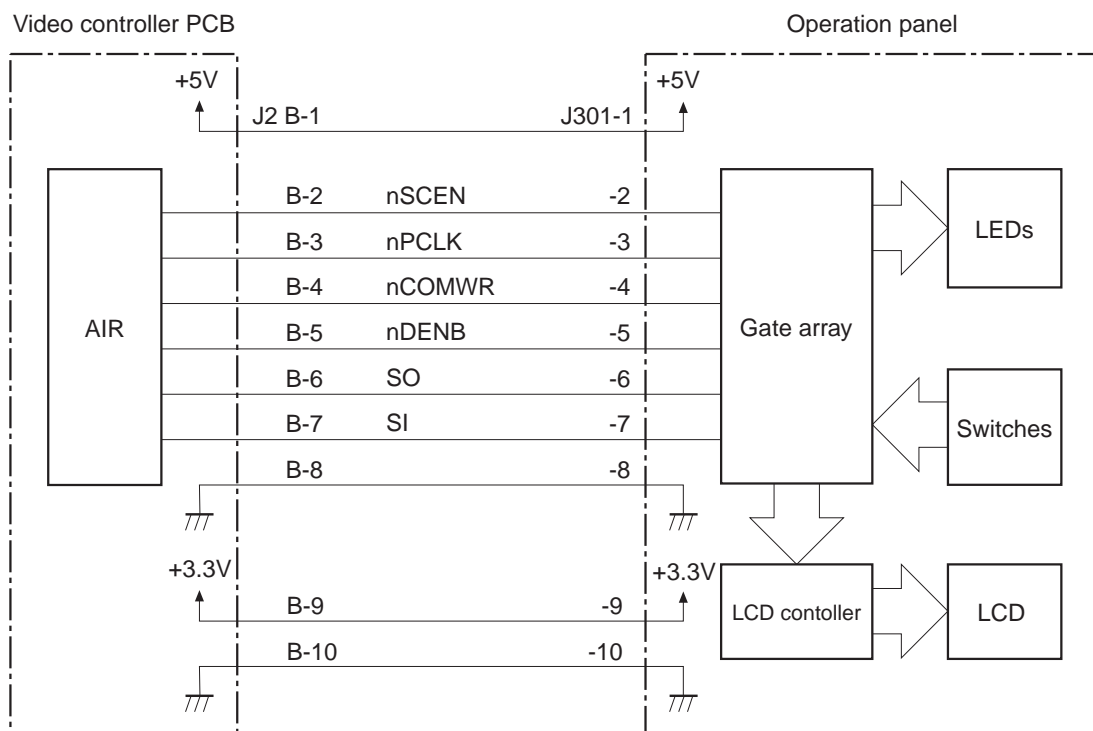 Video controller PCB
Operation panel
+5V
+5V
J2 B-1
J301-1
B-2 nSCEN -2
B-3 nPCLK -3
B-4 nCOMWR -4
B-5 nDENB -5
B-6 SO -6
B-7 SI -7
B-8 -8
AIR
Gate array
LEDs
Switches
+3.3V
+3.3V
B-9 -9
B-10 -10
LCD contoller
LCD